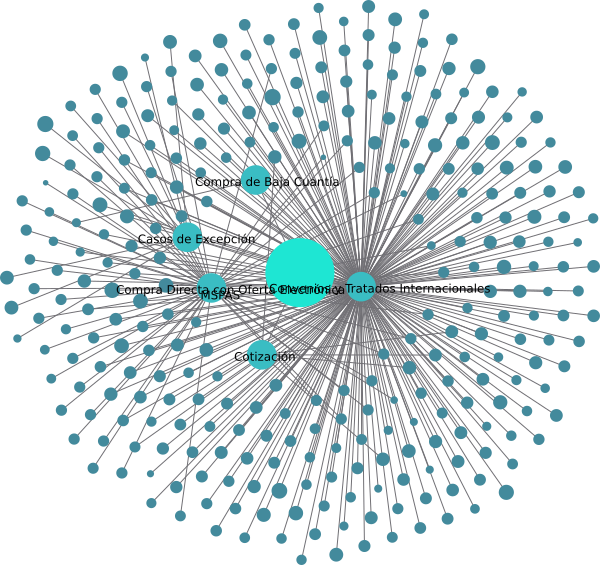 Compra de Baja Cuantía
Casos de Excepción
Convenios y Tratados Internacionales
Compra Directa con Oferta Electrónica
MSPAS
Cotización